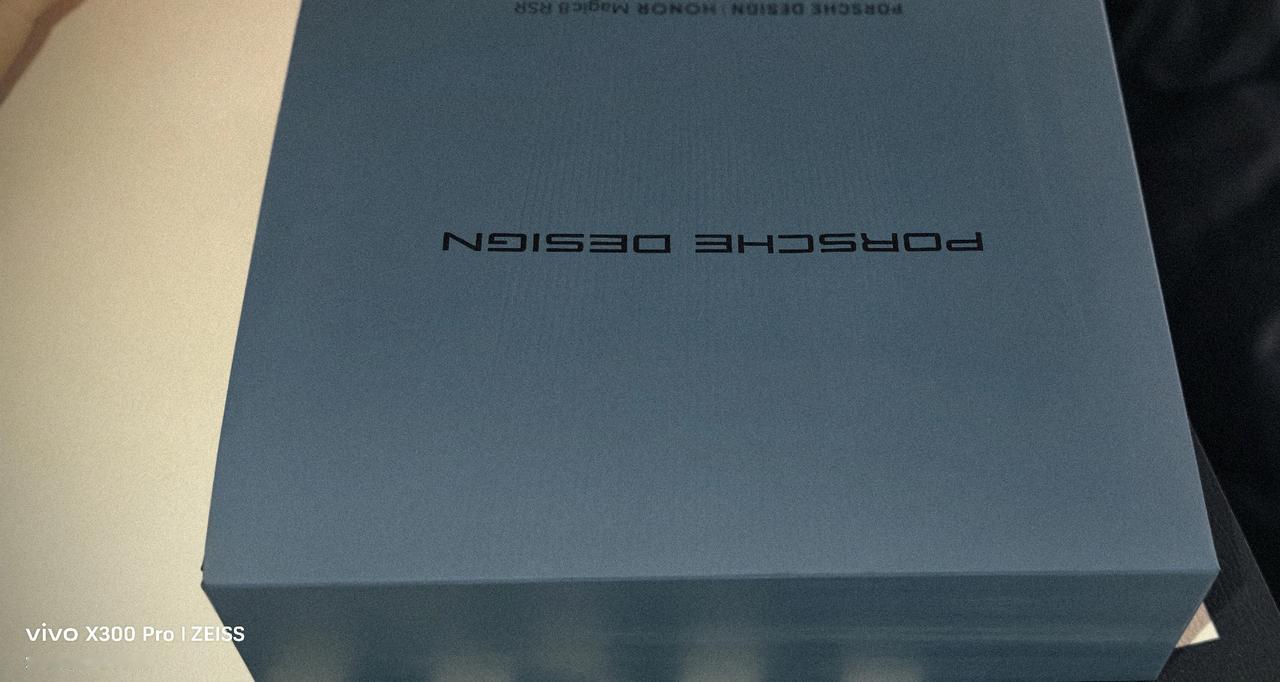 PORSCHE DESIGN | HONOR Magic8 RSR
PORSCHE DESIGN
vivo X300 Pro | ZEISS